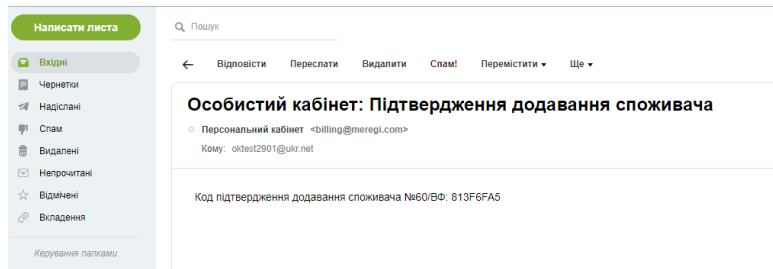 Написати листа
Пошук
Вхідні
Чернетки
Надіслані
Спам
Видалені
Непрочитані
Відмічені
Вкладення
Керування папками
Відповісти Переслати Видалити Спам! Перемістити Ще
Особистий кабінет: Підтвердження додавання споживача
Персональний кабінет <billing@meregi.com>
Кому: oktest2901@ukr.net
Код підтвердження додавання споживача №60/ВФ: 813F6FA5